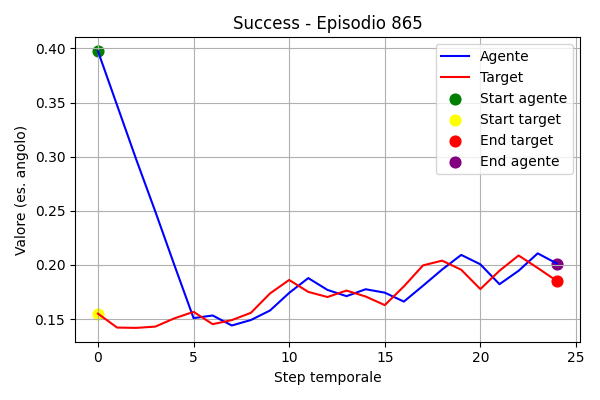 Success - Episodio 865
Valore (es. angolo)
0.40
0.35
0.30
0.25
0.20
0.15
Agente
Target
Start agente
Start target
End target
End agente
0
5
10
15
20
25
Step temporale